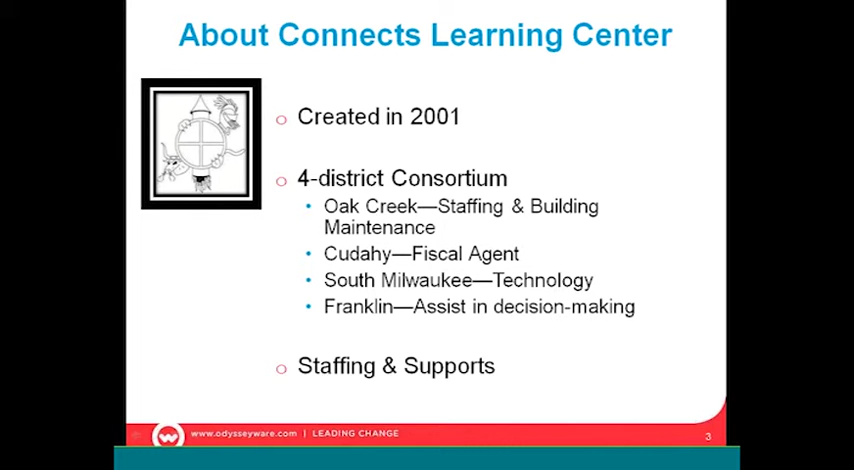 About Connects Learning Center
Created in 2001
4-district Consortium
Oak Creek—Staffing & Building
Maintenance
Cudahy—Fiscal Agent
South Milwaukee—Technology
Franklin—Assist in decision-making
Staffing & Supports
www.odysseyware.com | LEADING CHANGE
3